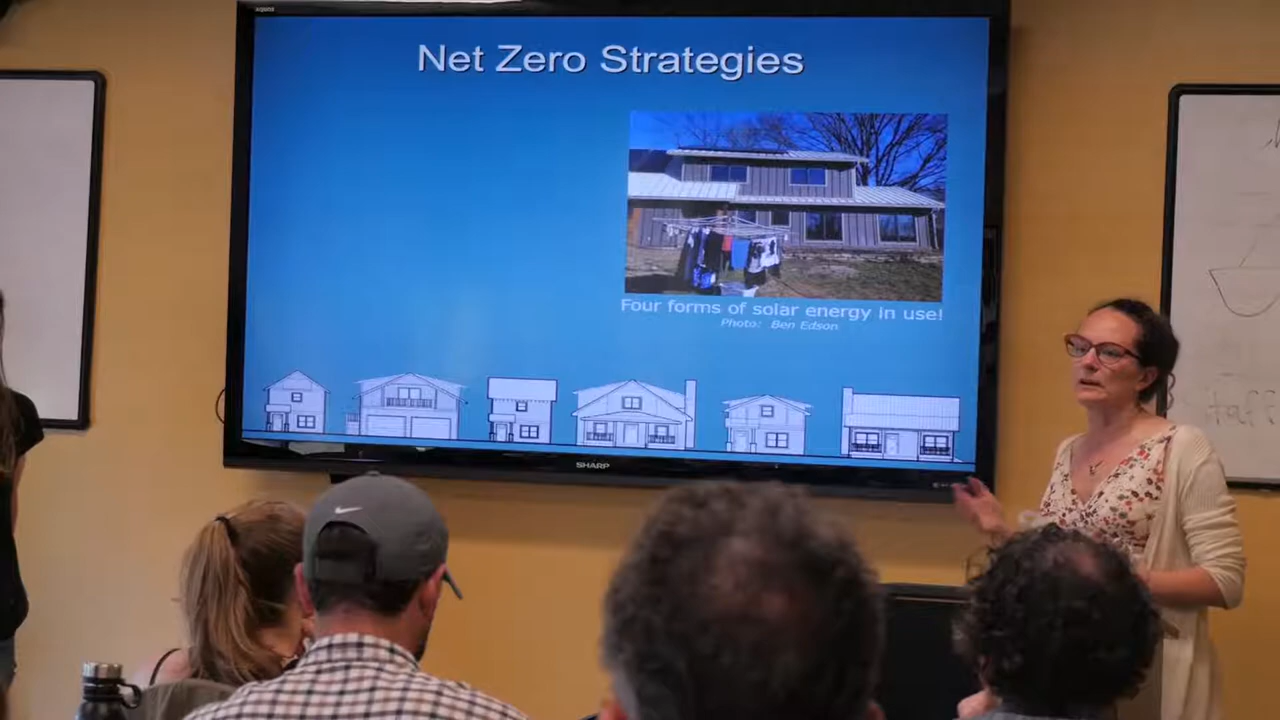 Net Zero Strategies
Four forms of solar energy in use!
Photo: Ben Edson
SHARP